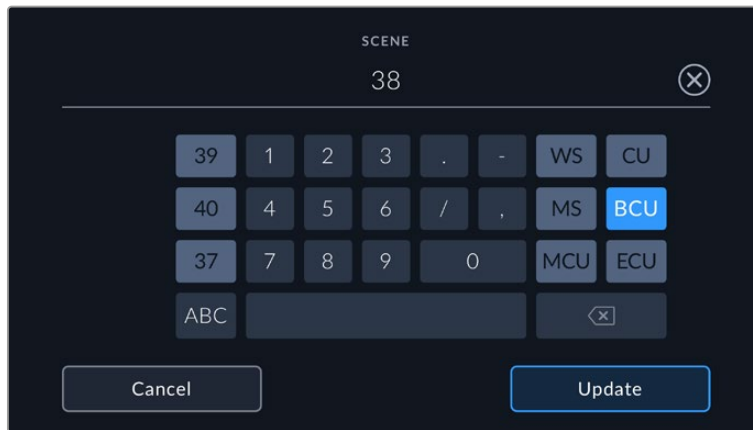 SCENE
38
39 1 2 3 . - WS CU
40 4 5 6 / , MS BCU
37 7 8 9 0 MCU ECU
ABC
Cancel Update